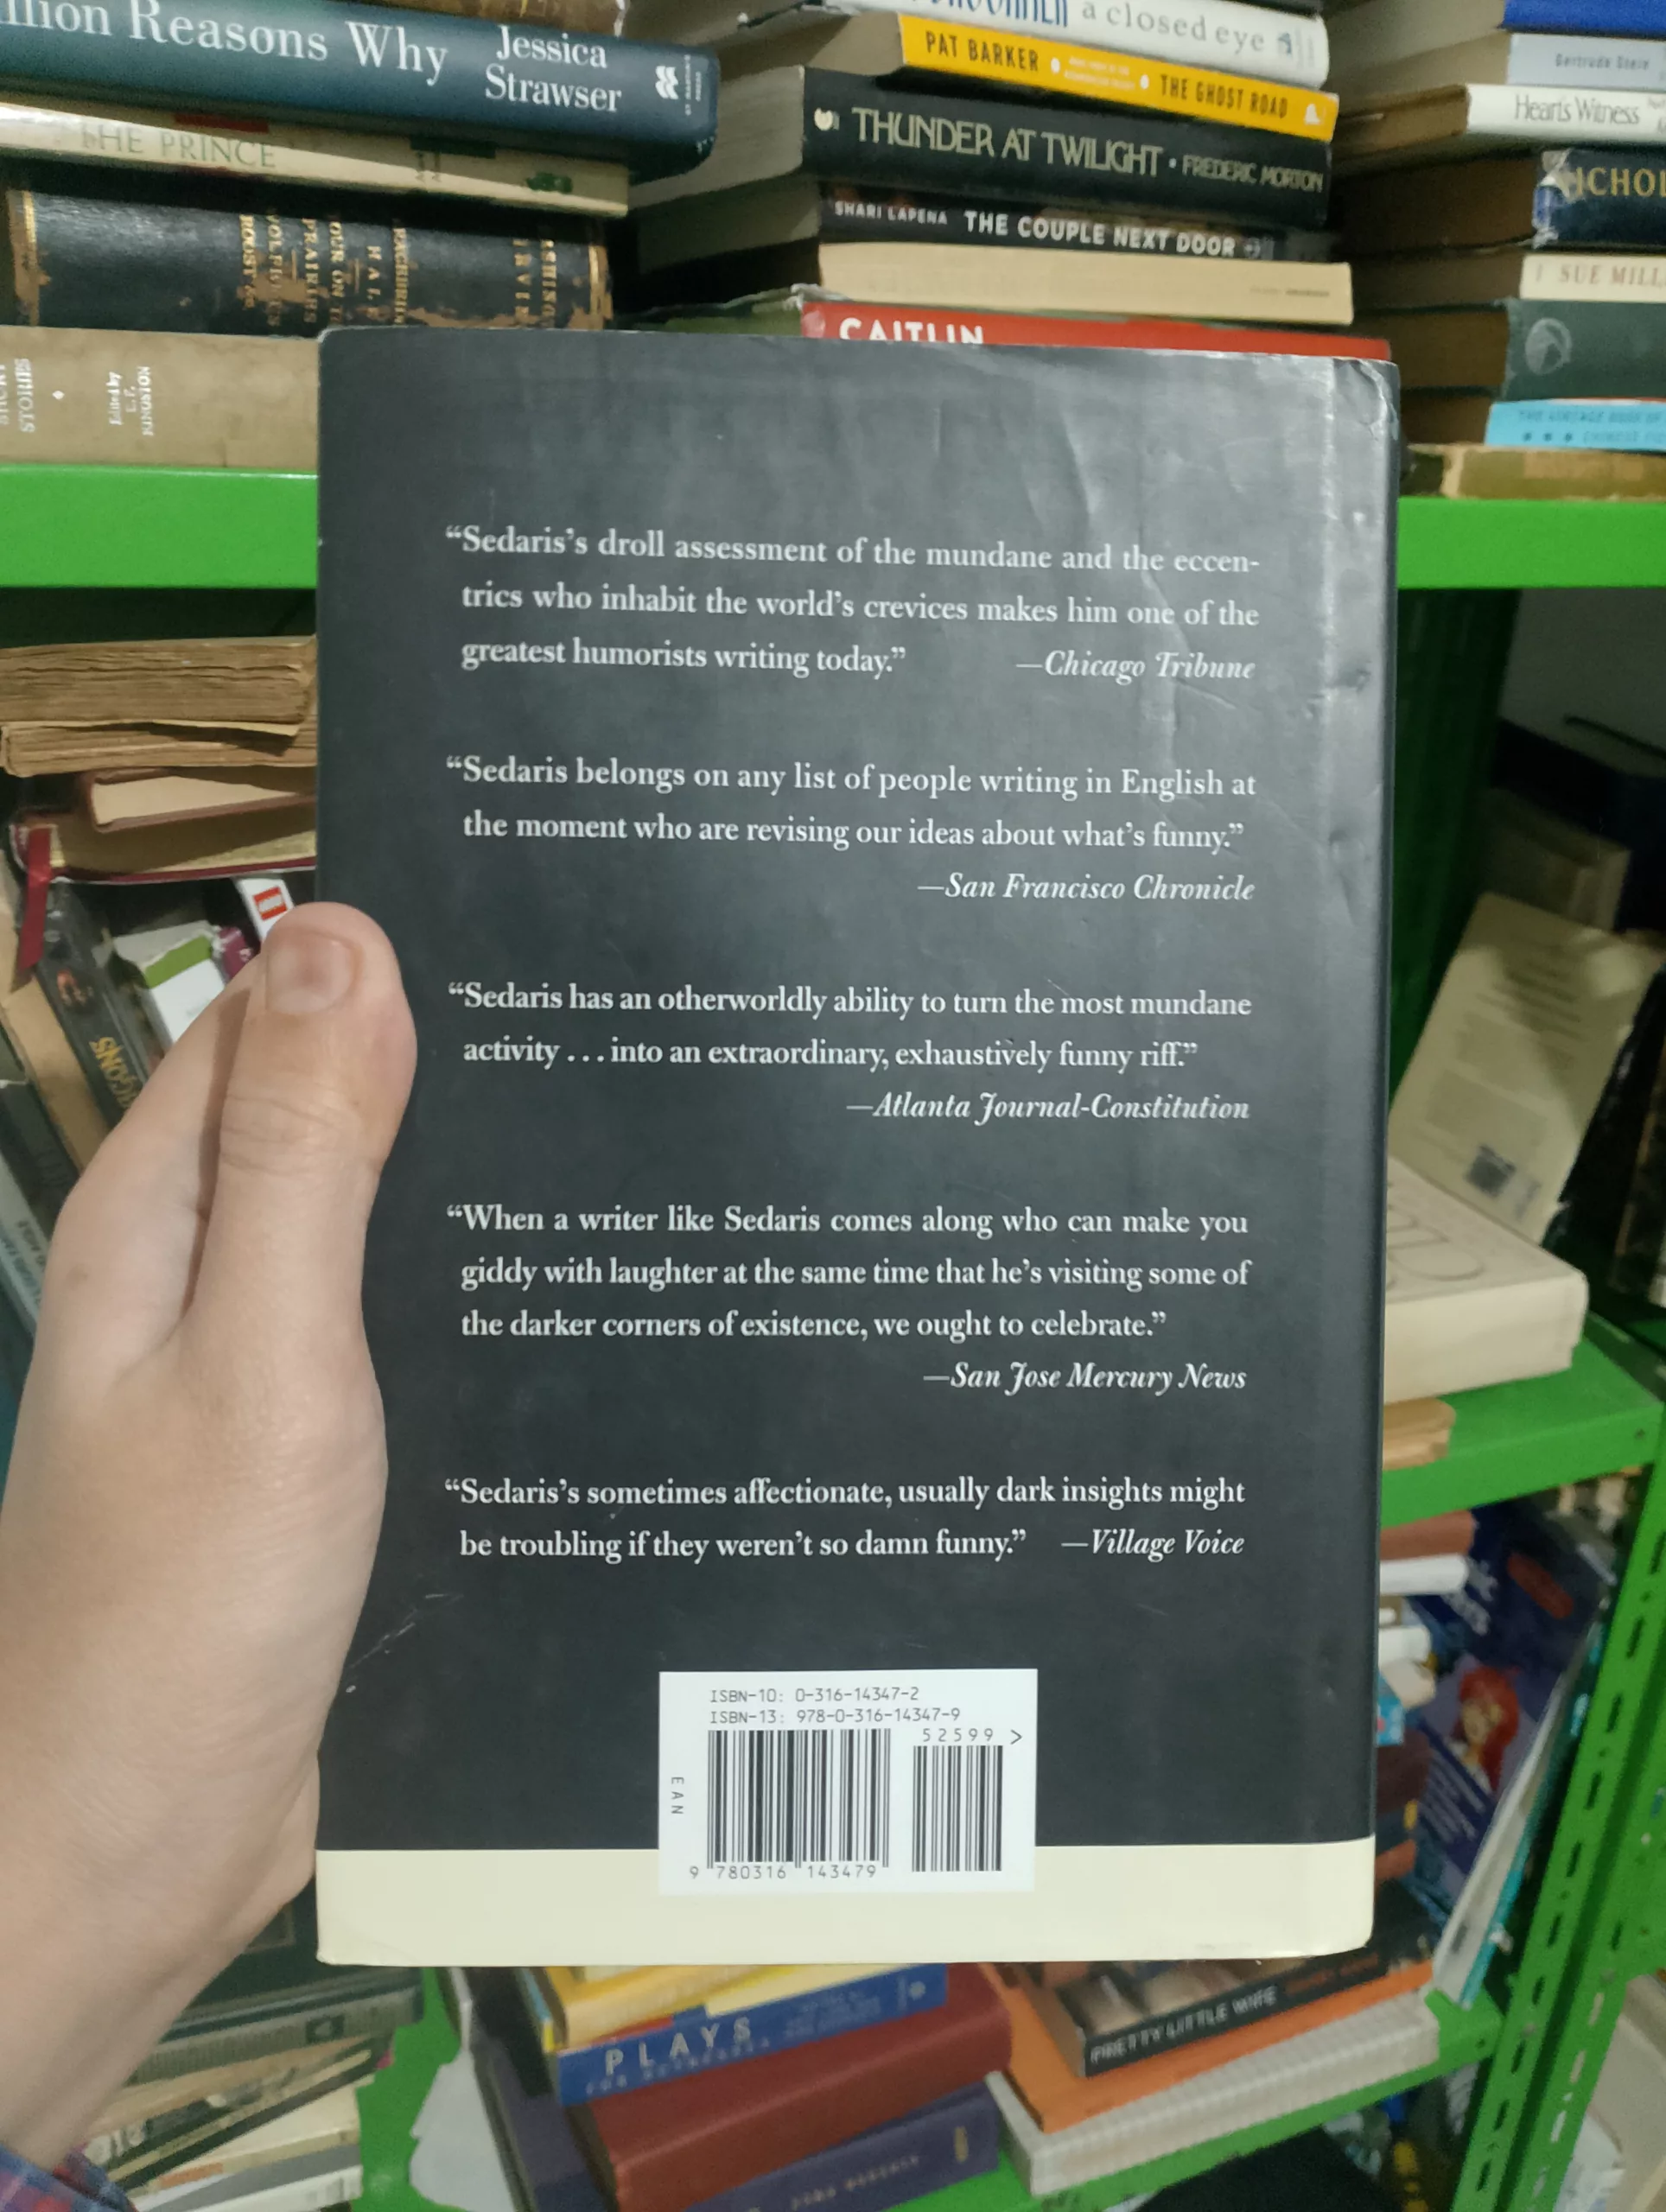 Reasons Why
Jessica
Strawser
THE PRINCE
a closed eye
PAT BARKER
THE GHOST ROAD
THUNDER AT TWILIGHT • FREDERIC MORTON
SHARI LAPENA THE COUPLE NEXT DOOR
CAITLIN
Gertrude Stein
Heart's Witness
SUE MILL
Edited by
“Sedaris’s droll assessment of the mundane and the eccen-
trics who inhabit the world’s crevices makes him one of the
greatest humorists writing today.” —Chicago Tribune
“Sedaris belongs on any list of people writing in English at
the moment who are revising our ideas about what’s funny.”
—San Francisco Chronicle
“Sedaris has an otherworldly ability to turn the most mundane
activity . . . into an extraordinary, exhaustively funny riff.”
—Atlanta Journal-Constitution
“When a writer like Sedaris comes along who can make you
giddy with laughter at the same time that he’s visiting some of
the darker corners of existence, we ought to celebrate.”
—San Jose Mercury News
“Sedaris’s sometimes affectionate, usually dark insights might
be troubling if they weren’t so damn funny.” —Village Voice
ISBN-10: 0-316-14347-2
ISBN-13: 978-0-316-14347-9
52599 >
EAN
9 780316 143479
PLAYS
PRETTY LITTLE WIFE